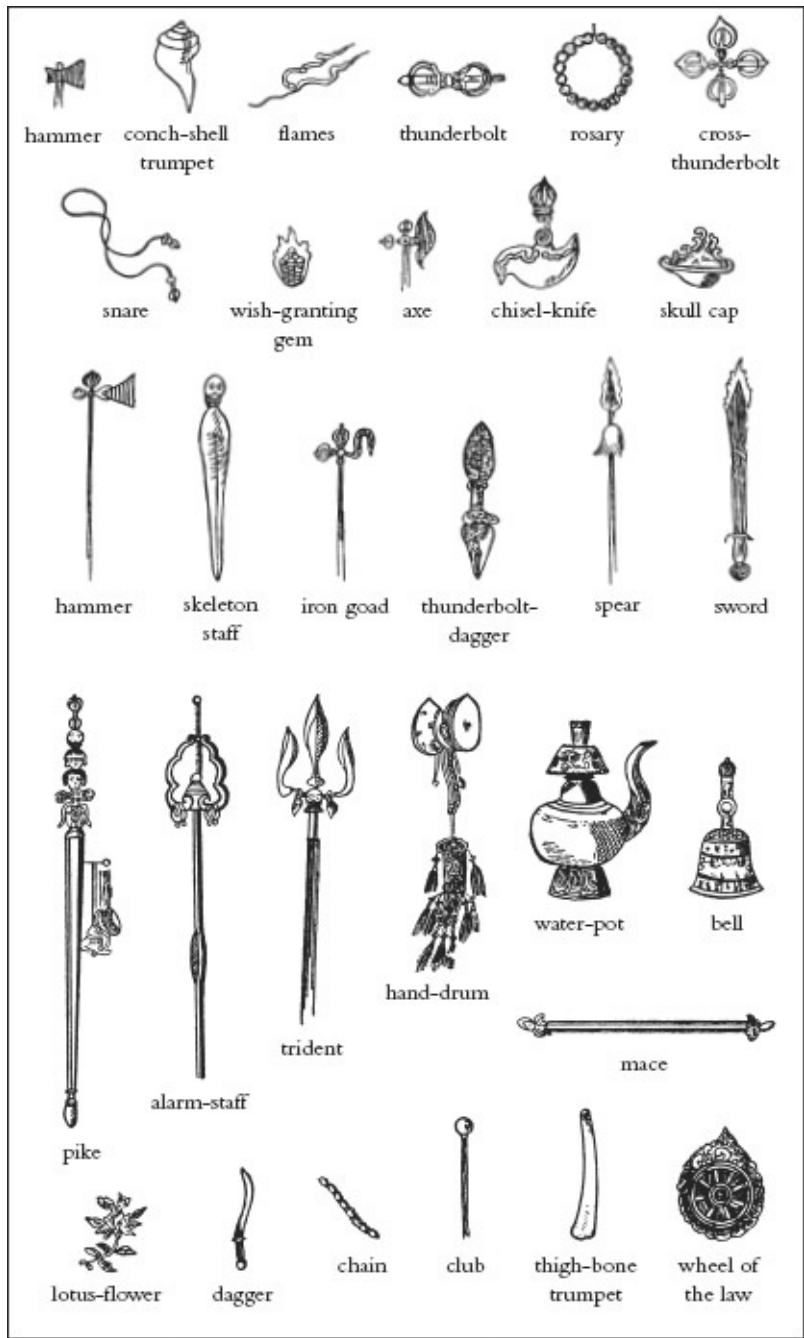 hammer
conch-shell
trumpet
flames
thunderbolt
rosary
cross-
thunderbolt
snare
wish-granting
gem
axe
chisel-knife
skull cap
hammer
skeleton
staff
iron goad
thunderbolt-
dagger
spear
sword
pike
alarm-staff
trident
hand-drum
water-pot
bell
mace
lotus-flower
dagger
chain
club
thigh-bone
trumpet
wheel of
the law